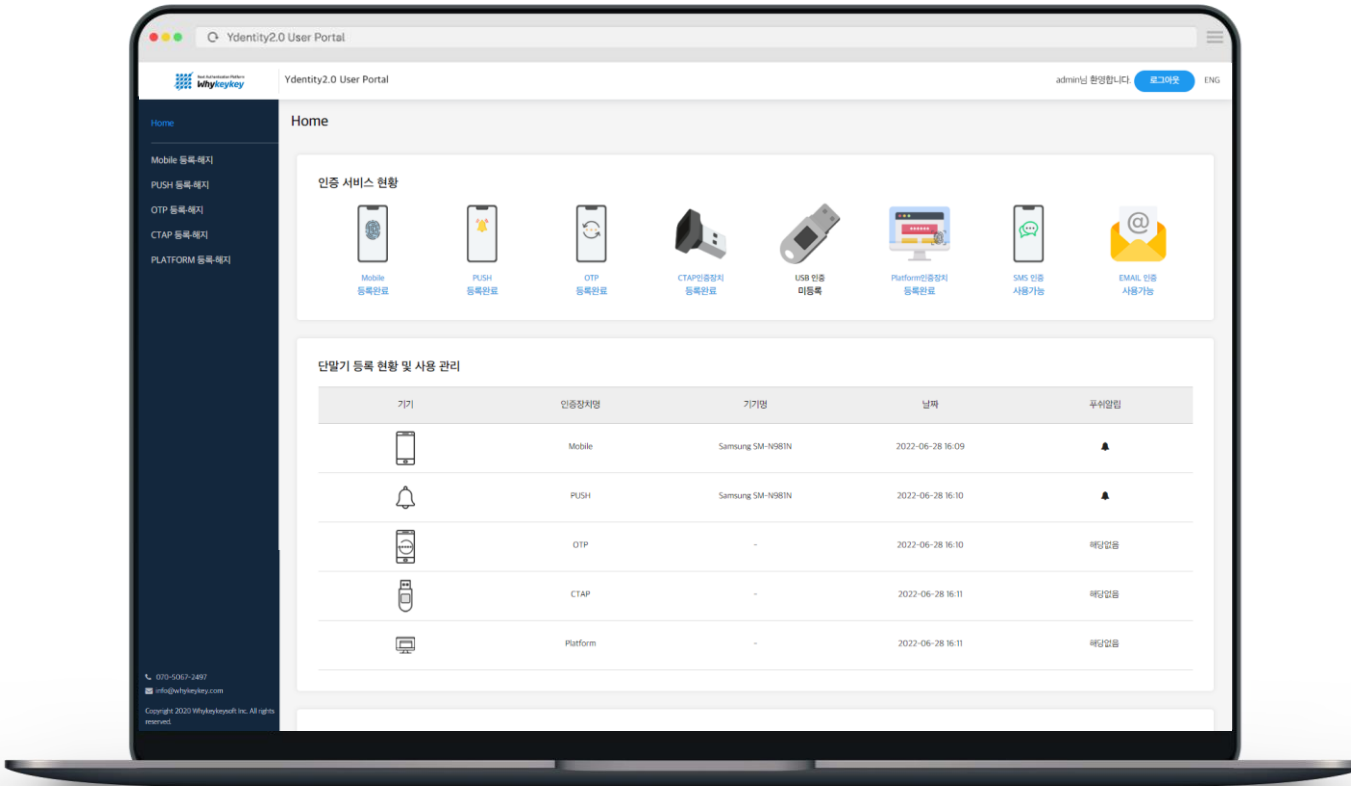 Ydentity2.0 User Portal
Whykeykey
Ydentity2.0 User Portal
admin님 환영합니다.
로그아웃
ENG
Home
Mobile 등록·해지
PUSH 등록·해지
OTP 등록·해지
CTAP 등록·해지
PLATFORM 등록·해지
070-5067-2497
info@whykeykey.com
Copyright 2020 Whykeykeysoft Inc. All rights
reserved.
Home
인증 서비스 현황
Mobile
등록완료
PUSH
등록완료
OTP
등록완료
CTAP인증장치
등록완료
USB 인증
미등록
Platform인증장치
등록완료
SMS 인증
사용가능
EMAIL 인증
사용가능
단말기 등록 현황 및 사용 관리
기기 인증장치명 기기명 날짜 푸쉬알림
Mobile Samsung SM-N981N 2022-06-28 16:09
PUSH Samsung SM-N981N 2022-06-28 16:10
OTP - 2022-06-28 16:10 해당없음
CTAP - 2022-06-28 16:11 해당없음
Platform - 2022-06-28 16:11 해당없음